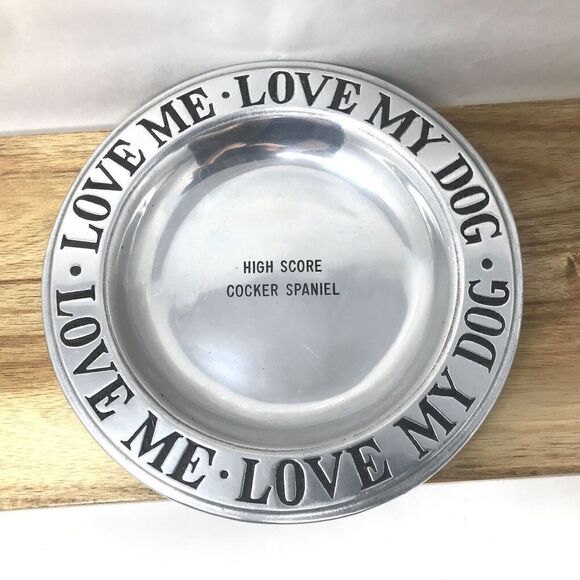 LOVE ME · LOVE MY DOG ·
LOVE ME · LOVE MY DOG ·
HIGH SCORE
COCKER SPANIEL